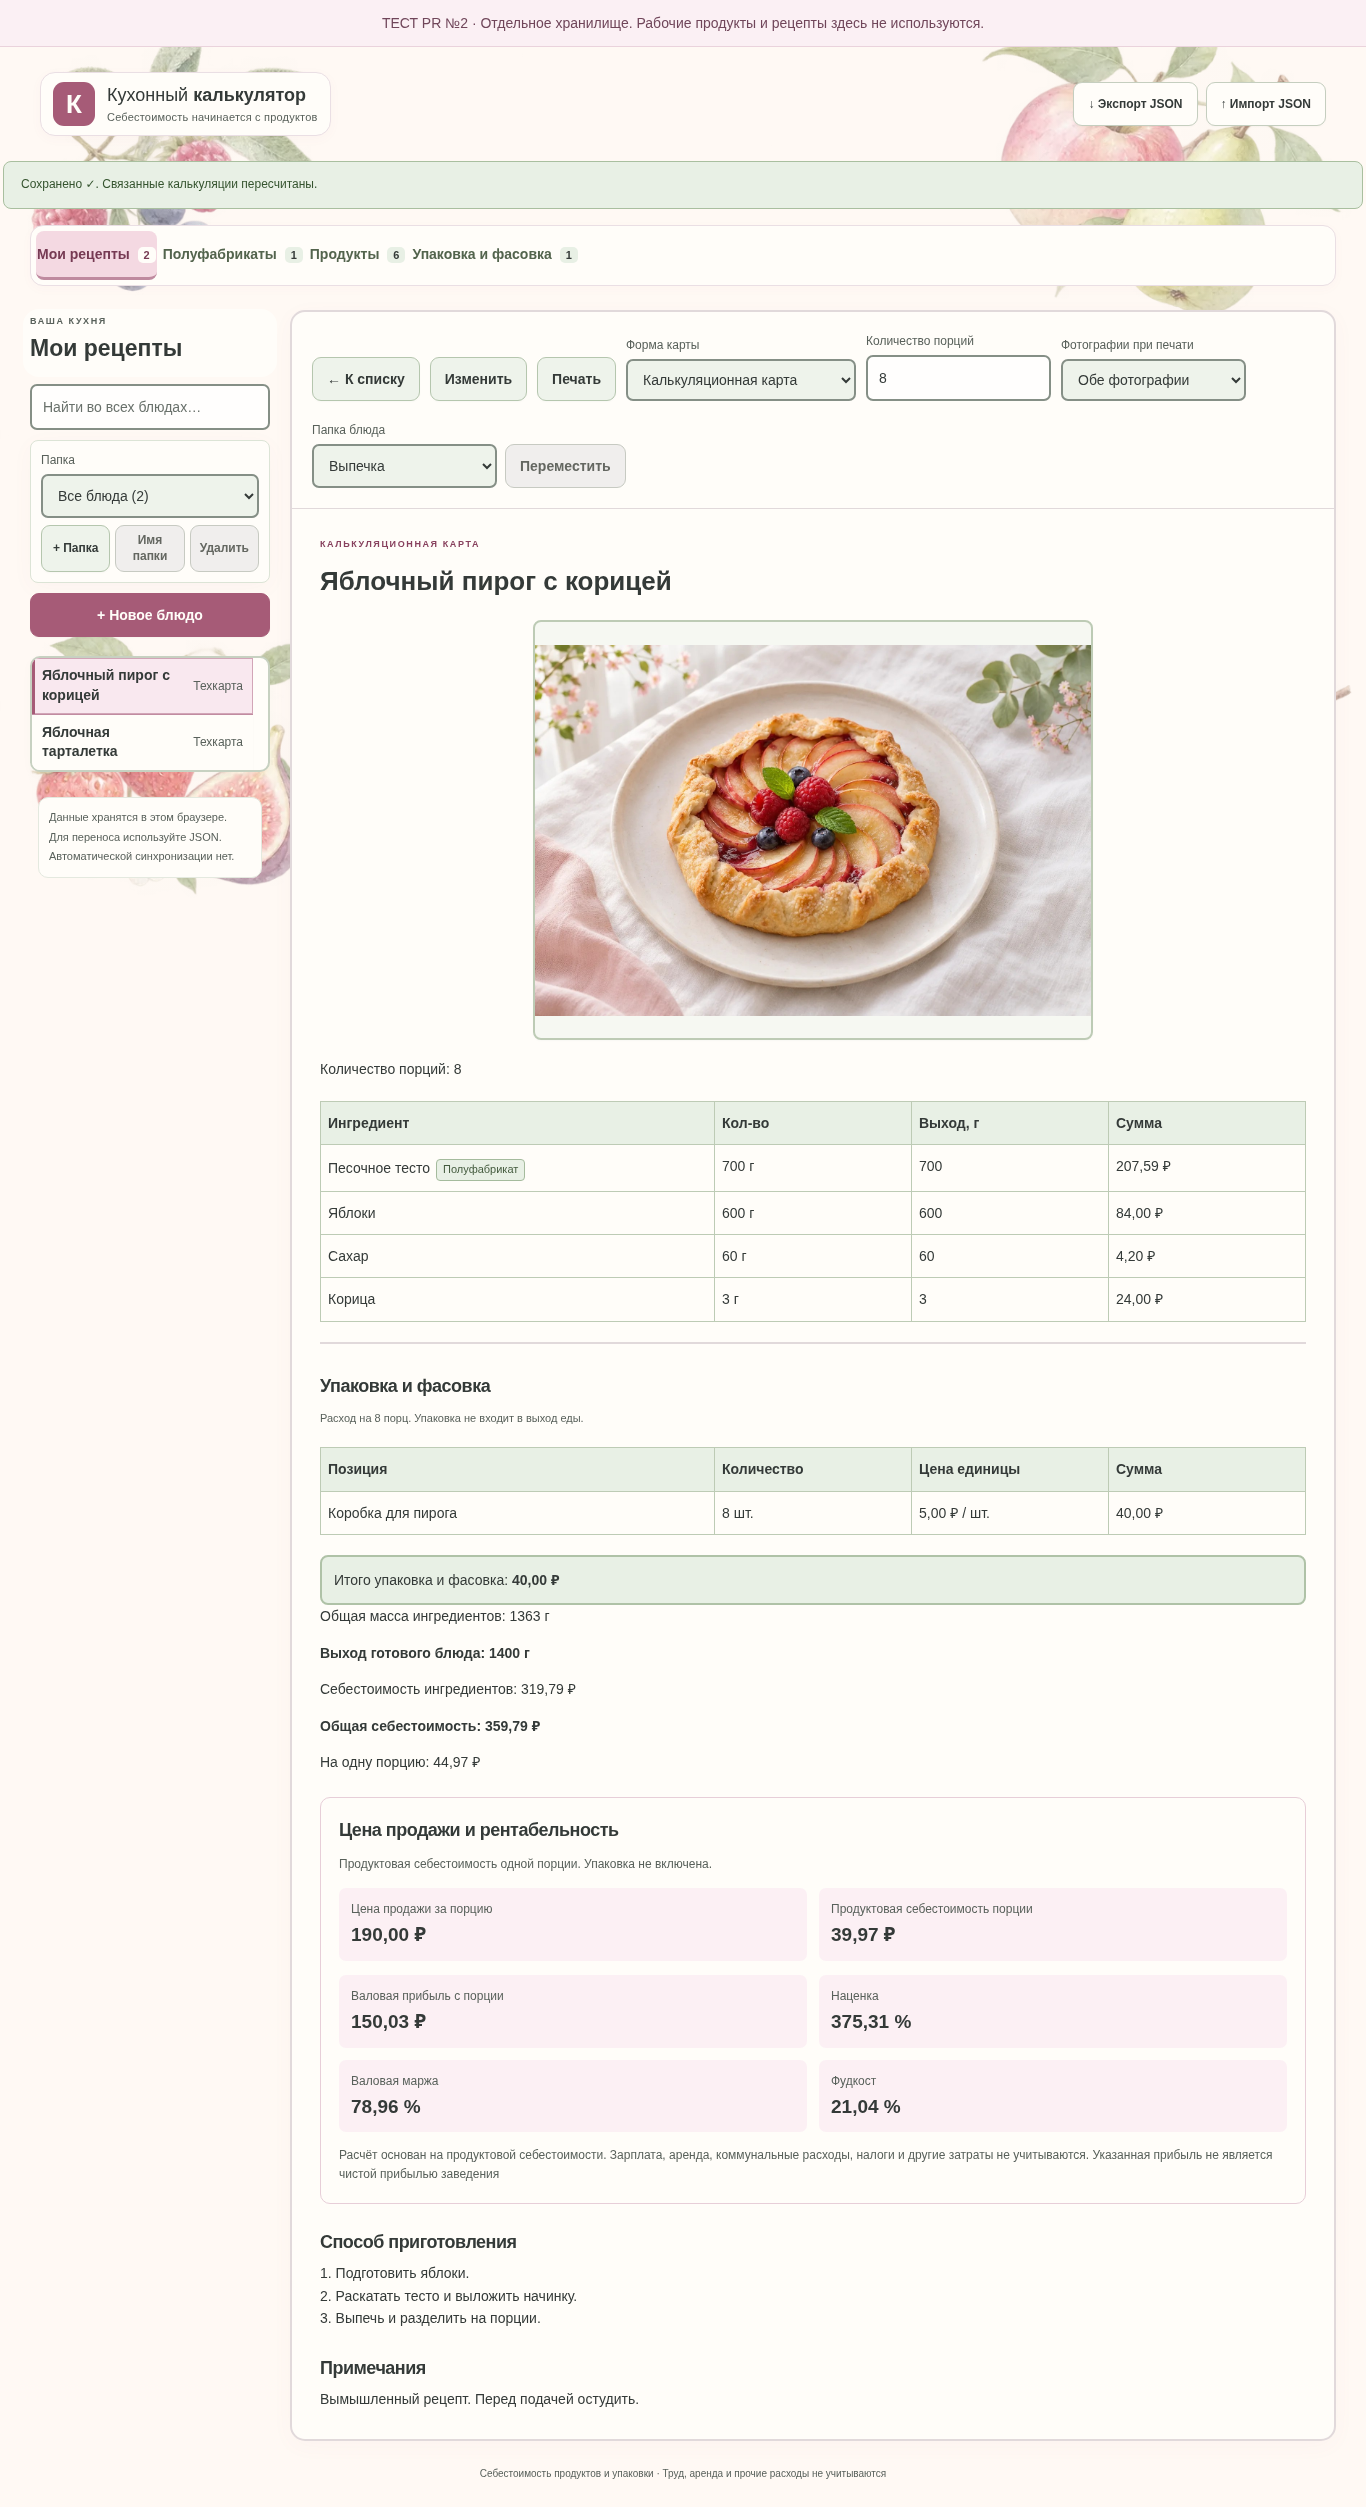 ТЕСТ PR №2 · Отдельное хранилище. Рабочие продукты и рецепты здесь не используются.
К
Кухонный калькулятор
Себестоимость начинается с продуктов
↓ Экспорт JSON
↑ Импорт JSON
Сохранено ✓. Связанные калькуляции пересчитаны.
Мои рецепты 2 Полуфабрикаты 1 Продукты 6 Упаковка и фасовка 1
ВАША КУХНЯ
Мои рецепты
Найти во всех блюдах…
Папка
Все блюда (2)
+ Папка
Имя
папки
Удалить
+ Новое блюдо
Яблочный пирог с
корицей
Техкарта
Яблочная
тарталетка
Техкарта
Данные хранятся в этом браузере.
Для переноса используйте JSON.
Автоматической синхронизации нет.
← К списку
Изменить
Печать
Форма карты
Калькуляционная карта
Количество порций
8
Фотографии при печати
Обе фотографии
Папка блюда
Выпечка
Переместить
КАЛЬКУЛЯЦИОННАЯ КАРТА
Яблочный пирог с корицей
Количество порций: 8
Ингредиент Кол-во Выход, г Сумма
Песочное тесто Полуфабрикат 700 г 700 207,59 ₽
Яблоки 600 г 600 84,00 ₽
Сахар 60 г 60 4,20 ₽
Корица 3 г 3 24,00 ₽
Упаковка и фасовка
Расход на 8 порц. Упаковка не входит в выход еды.
Позиция Количество Цена единицы Сумма
Коробка для пирога 8 шт. 5,00 ₽ / шт. 40,00 ₽
Итого упаковка и фасовка: 40,00 ₽
Общая масса ингредиентов: 1363 г
Выход готового блюда: 1400 г
Себестоимость ингредиентов: 319,79 ₽
Общая себестоимость: 359,79 ₽
На одну порцию: 44,97 ₽
Цена продажи и рентабельность
Продуктовая себестоимость одной порции. Упаковка не включена.
Цена продажи за порцию
190,00 ₽
Продуктовая себестоимость порции
39,97 ₽
Валовая прибыль с порции
150,03 ₽
Наценка
375,31 %
Валовая маржа
78,96 %
Фудкост
21,04 %
Расчёт основан на продуктовой себестоимости. Зарплата, аренда, коммунальные расходы, налоги и другие затраты не учитываются. Указанная прибыль не является
чистой прибылью заведения
Способ приготовления
1. Подготовить яблоки.
2. Раскатать тесто и выложить начинку.
3. Выпечь и разделить на порции.
Примечания
Вымышленный рецепт. Перед подачей остудить.
Себестоимость продуктов и упаковки · Труд, аренда и прочие расходы не учитываются